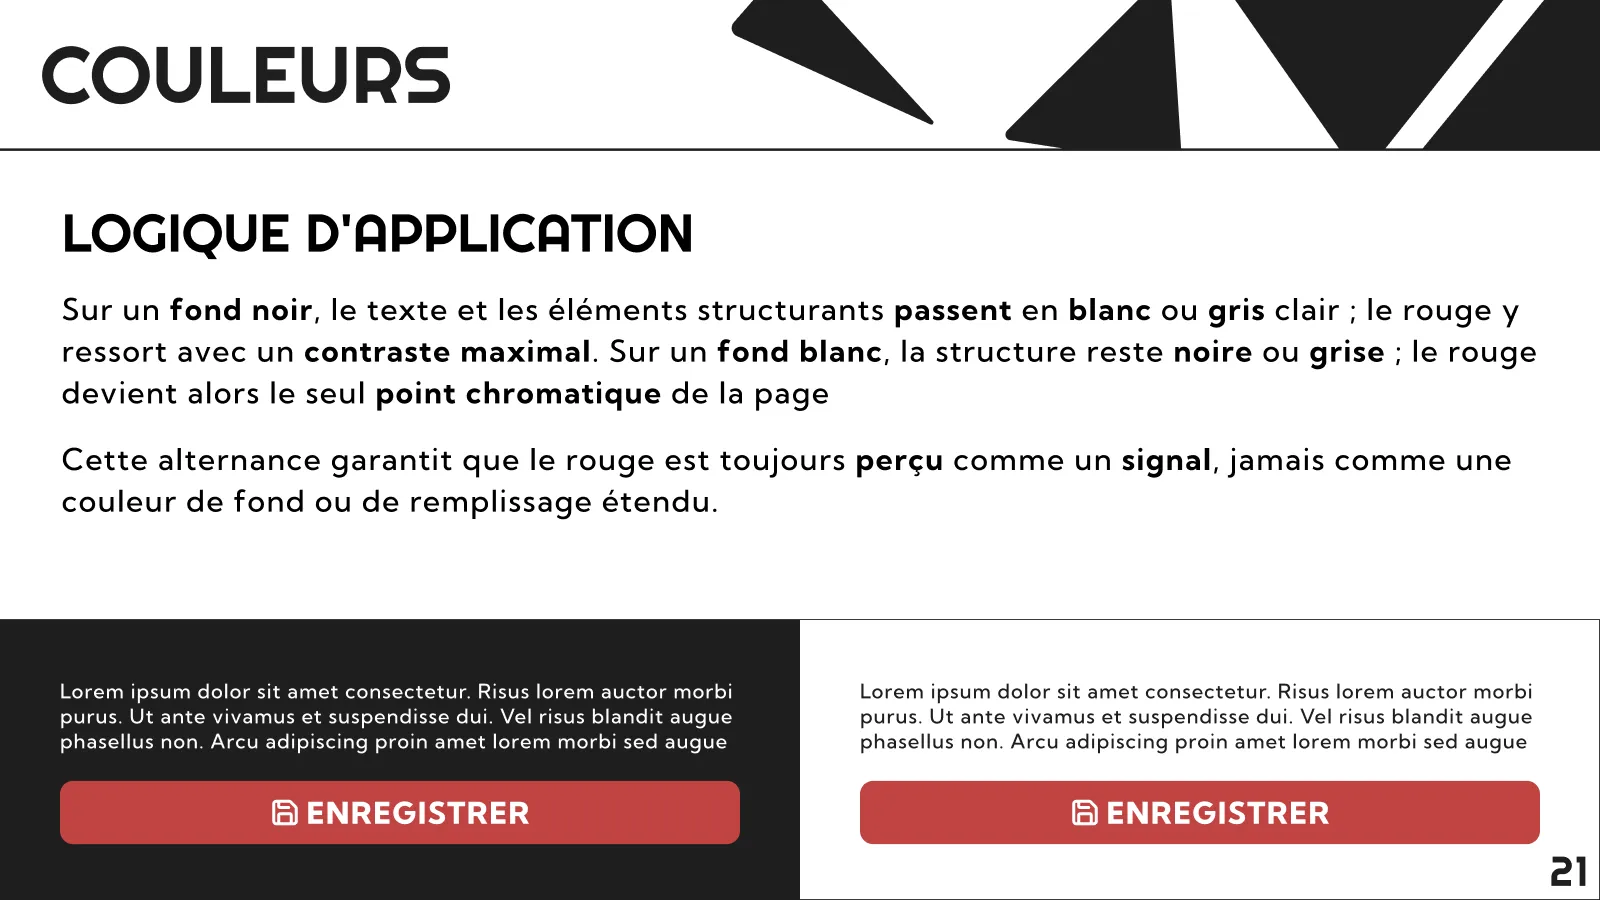 COULEURS
LOGIQUE D'APPLICATION
Sur un fond noir, le texte et les éléments structurants passent en blanc ou gris clair ; le rouge y
ressort avec un contraste maximal. Sur un fond blanc, la structure reste noire ou grise ; le rouge
devient alors le seul point chromatique de la page
Cette alternance garantit que le rouge est toujours perçu comme un signal, jamais comme une
couleur de fond ou de remplissage étendu.
Lorem ipsum dolor sit amet consectetur. Risus lorem auctor morbi
purus. Ut ante vivamus et suspendisse dui. Vel risus blandit augue
phasellus non. Arcu adipiscing proin amet lorem morbi sed augue
ENREGISTRER
Lorem ipsum dolor sit amet consectetur. Risus lorem auctor morbi
purus. Ut ante vivamus et suspendisse dui. Vel risus blandit augue
phasellus non. Arcu adipiscing proin amet lorem morbi sed augue
ENREGISTRER
21